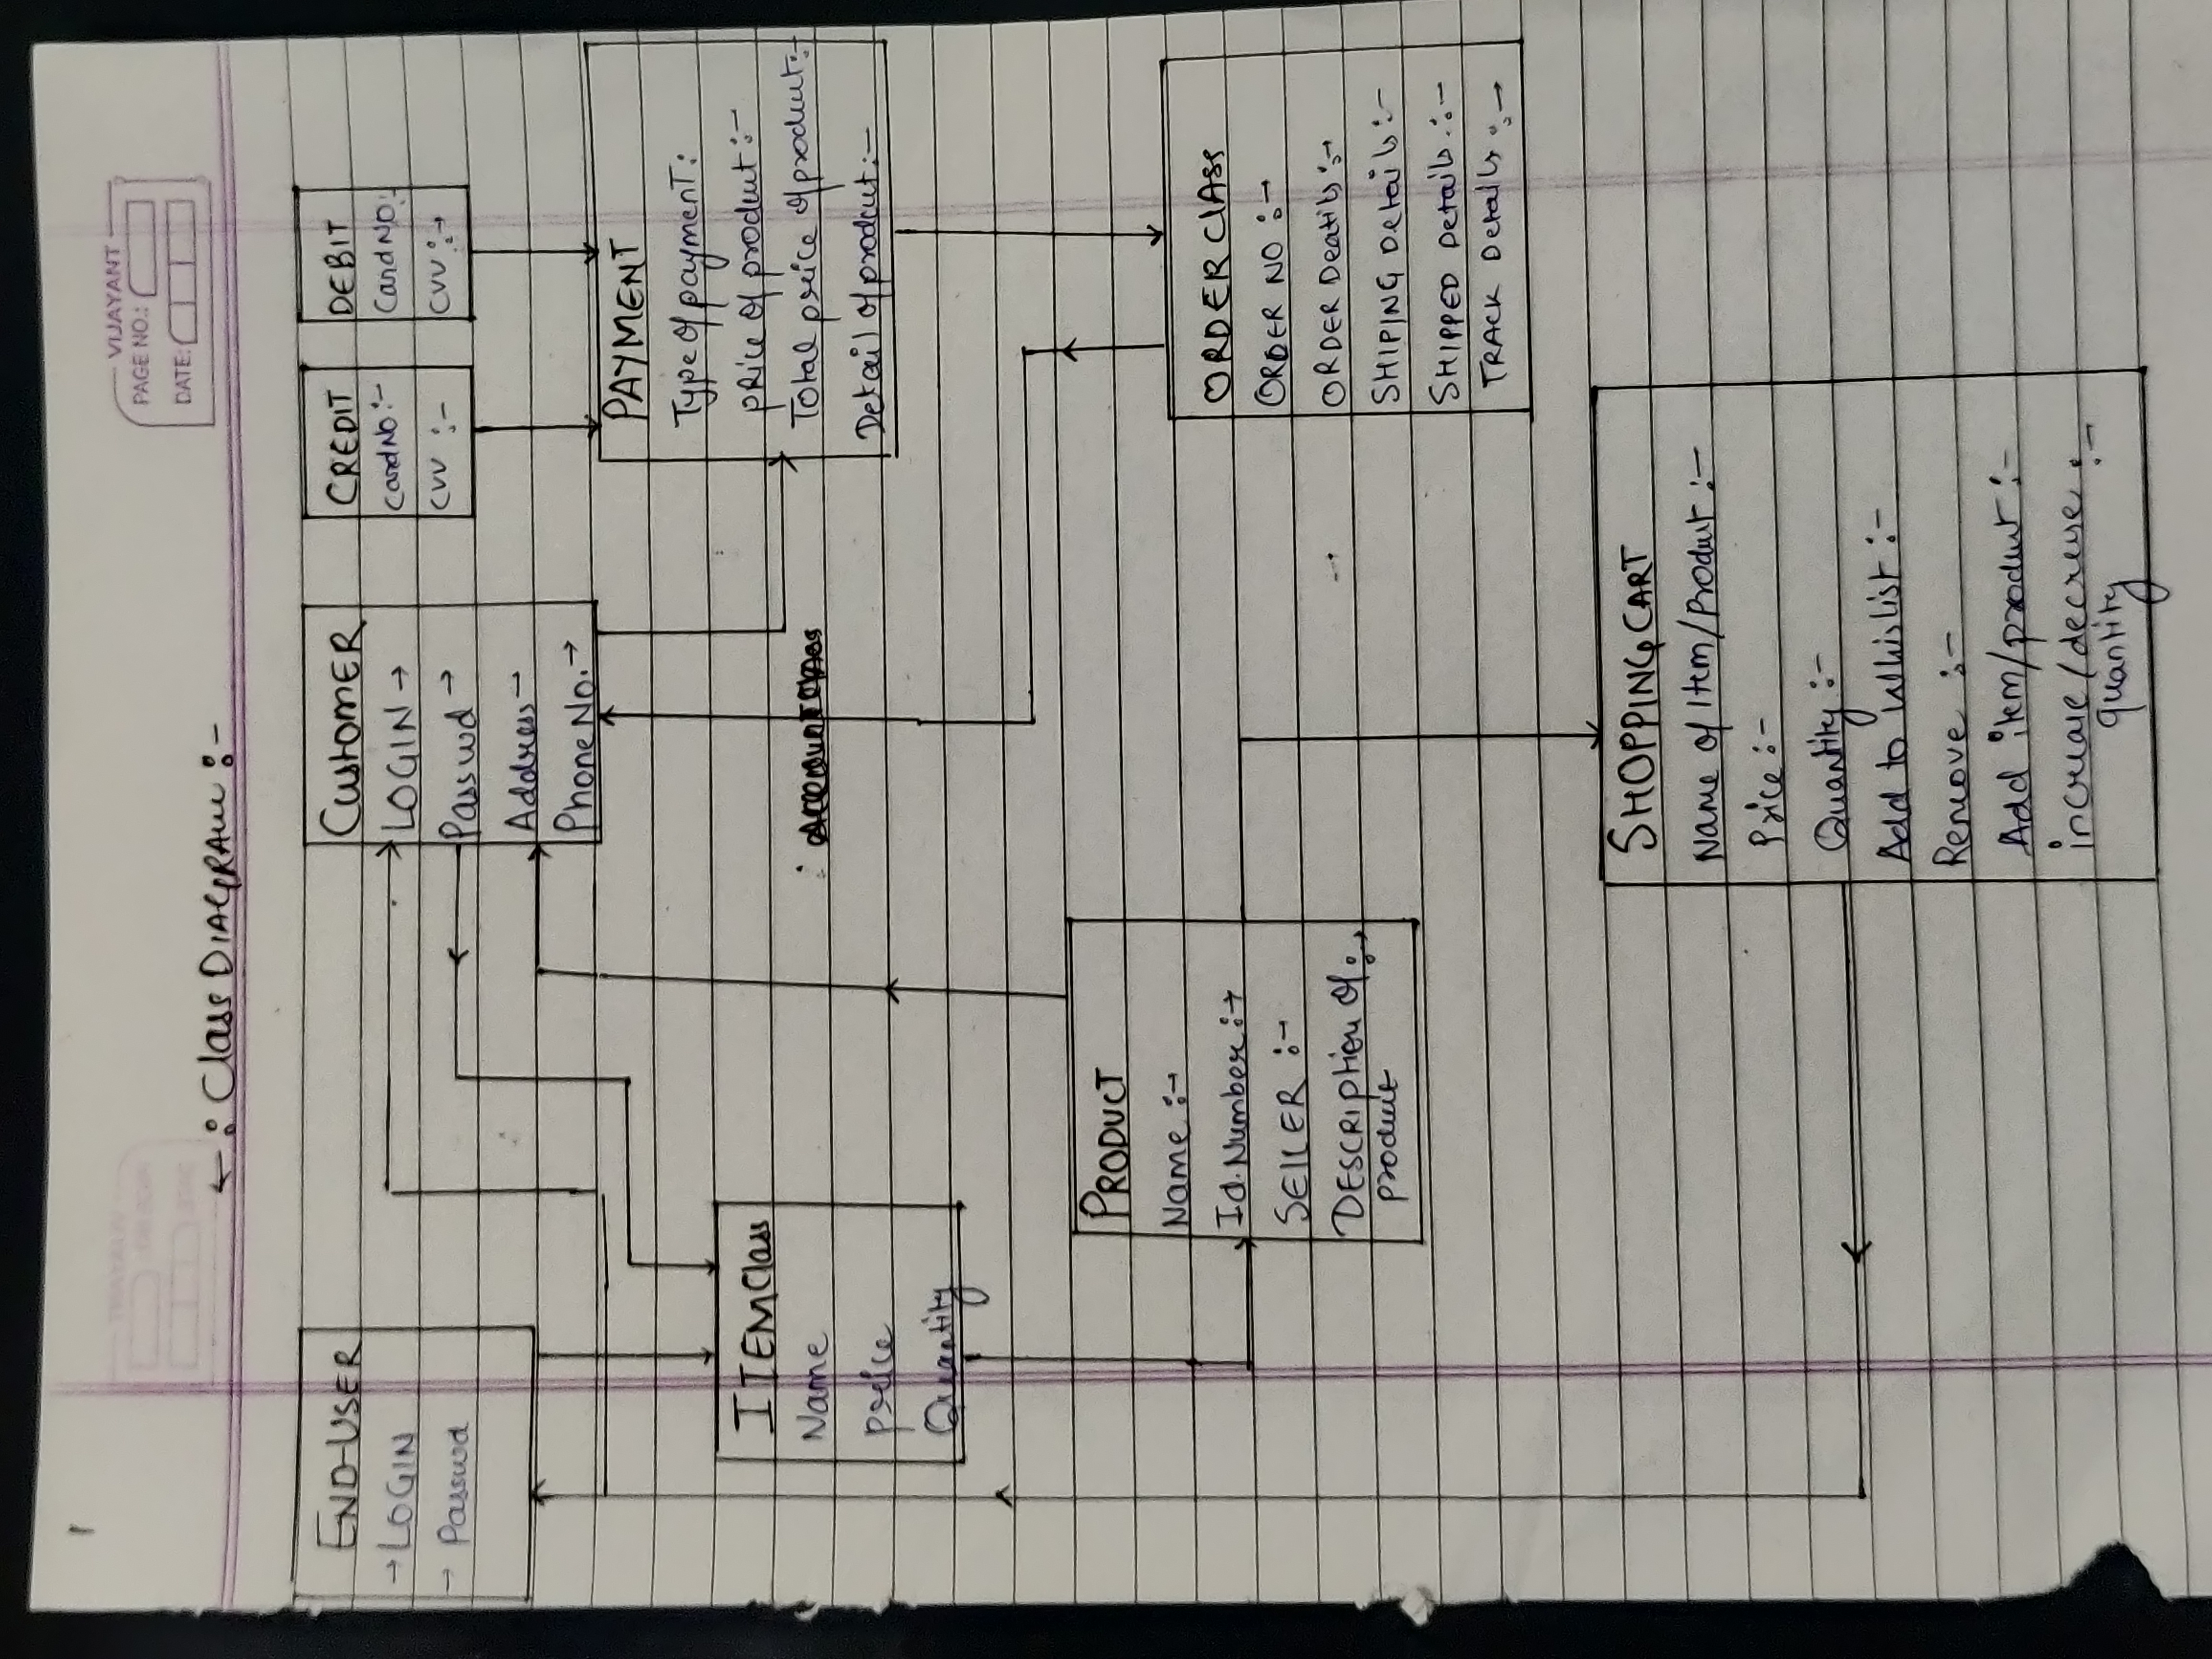 VIJAYANT
PAGE NO.:
DATE:
←: Class DIAGRAM :-
END-USER
→ LOGIN
→ Passwd
Customer
LOGIN →
Passwd →
Address →
Phone No. →
CREDIT
Card No :-
CVV :-
DEBIT
Card NO :-
CVV :→
PAYMENT
Type of payment :
price of product :-
Total price of product :-
Detail of prodcut :-
ITEM Class
Name
price
Quantity
PRODUCT
Name :→
Id. Number :→
SELLER :→
DESCRIPtion Of :→
product
ORDER Class
ORDER NO :→
ORDER Deatils :→
SHIPING Details :-
SHIPPED Details :-
TRACK Details :→
SHOPPING CART
Name of Item/Product :-
Price :-
Quantity :-
Add to Whislist :-
Remove :-
Add item/product :-
increase/decrese :-
quantity